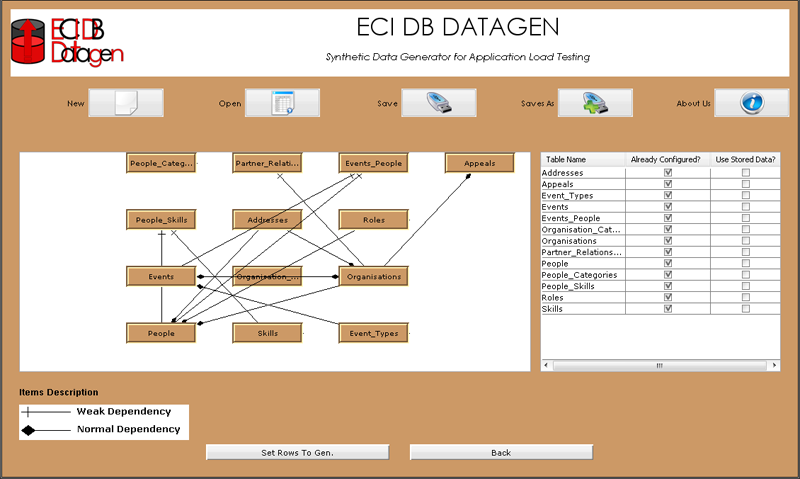 ECI DB
Datagen
ECI DB DATAGEN
Synthetic Data Generator for Application Load Testing
New
Open
Save
Saves As
About Us
People_Categ...
Partner_Relati...
Events_People
Appeals
People_Skills
Addresses
Roles
Events
Organisation_...
Organisations
People
Skills
Event_Types
Table Name Already Configured? Use Stored Data?
Addresses
Appeals
Event_Types
Events
Events_People
Organisation_Cat...
Organisations
Partner_Relations...
People
People_Categories
People_Skills
Roles
Skills
Items Description
Weak Dependency
Normal Dependency
Set Rows To Gen.
Back